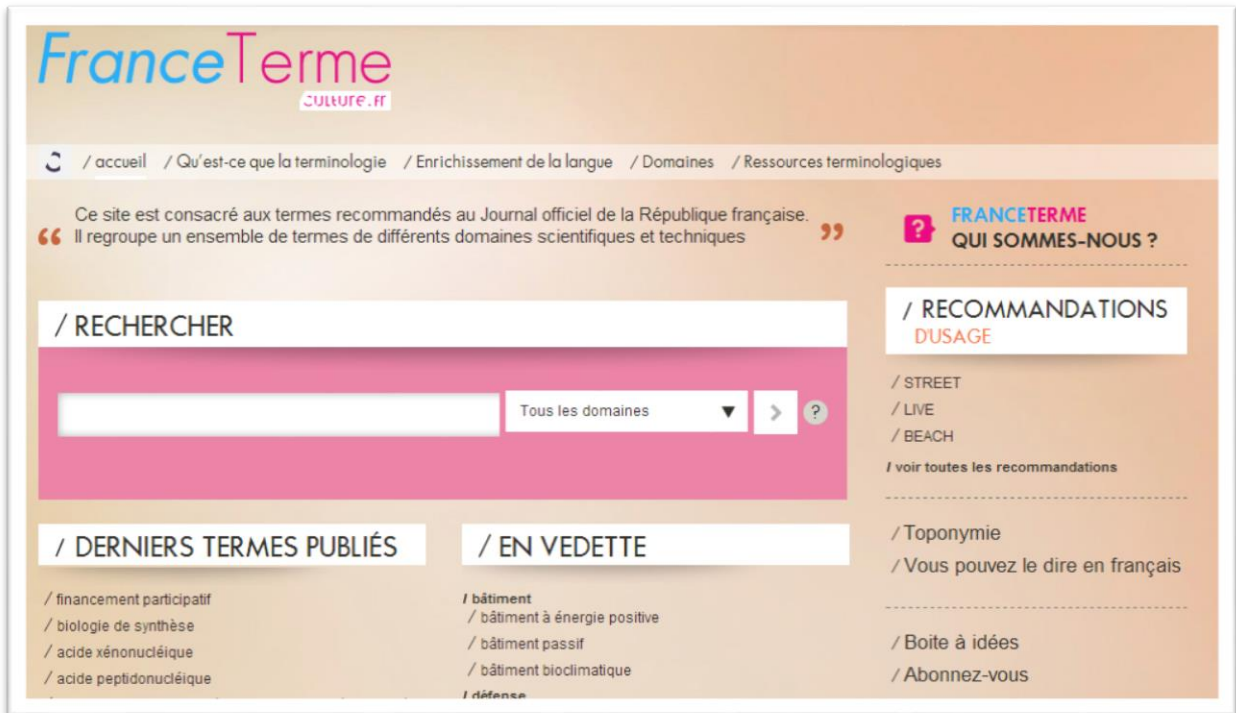 FranceTerme
culture.fr
/ accueil / Qu'est-ce que la terminologie / Enrichissement de la langue / Domaines / Ressources terminologiques
“ Ce site est consacré aux termes recommandés au Journal officiel de la République française.
Il regroupe un ensemble de termes de différents domaines scientifiques et techniques ”
/ RECHERCHER
Tous les domaines ▼ > ?
/ DERNIERS TERMES PUBLIÉS
/ financement participatif
/ biologie de synthèse
/ acide xénonucléique
/ acide peptidonucléique
/ EN VEDETTE
/ bâtiment
/ bâtiment à énergie positive
/ bâtiment passif
/ bâtiment bioclimatique
/ défense
? FRANCETERME
QUI SOMMES-NOUS ?
/ RECOMMANDATIONS
D'USAGE
/ STREET
/ LIVE
/ BEACH
/ voir toutes les recommandations
/ Toponymie
/ Vous pouvez le dire en français
/ Boite à idées
/ Abonnez-vous